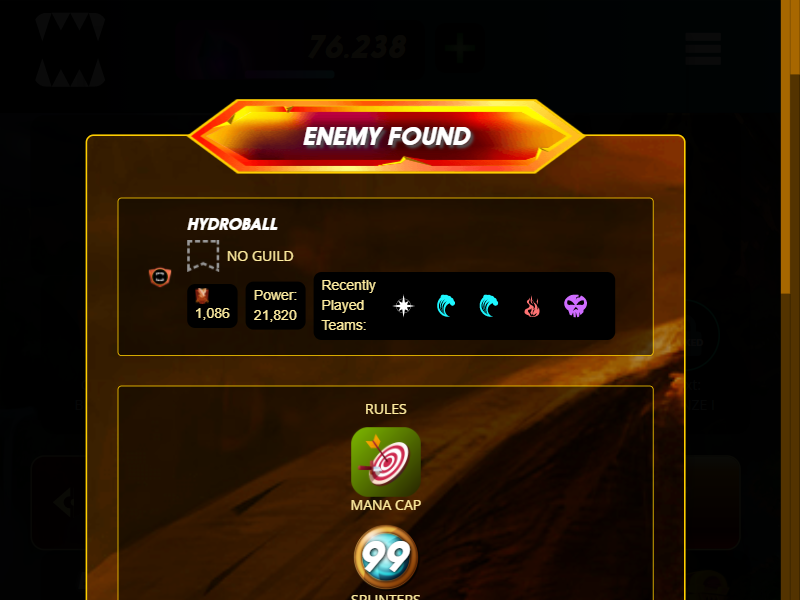 76.238
ENEMY FOUND
HYDROBALL
NO GUILD
Recently
Played
Teams:
1,086
Power:
21,820
RULES
MANA CAP
99
SPLINTERS